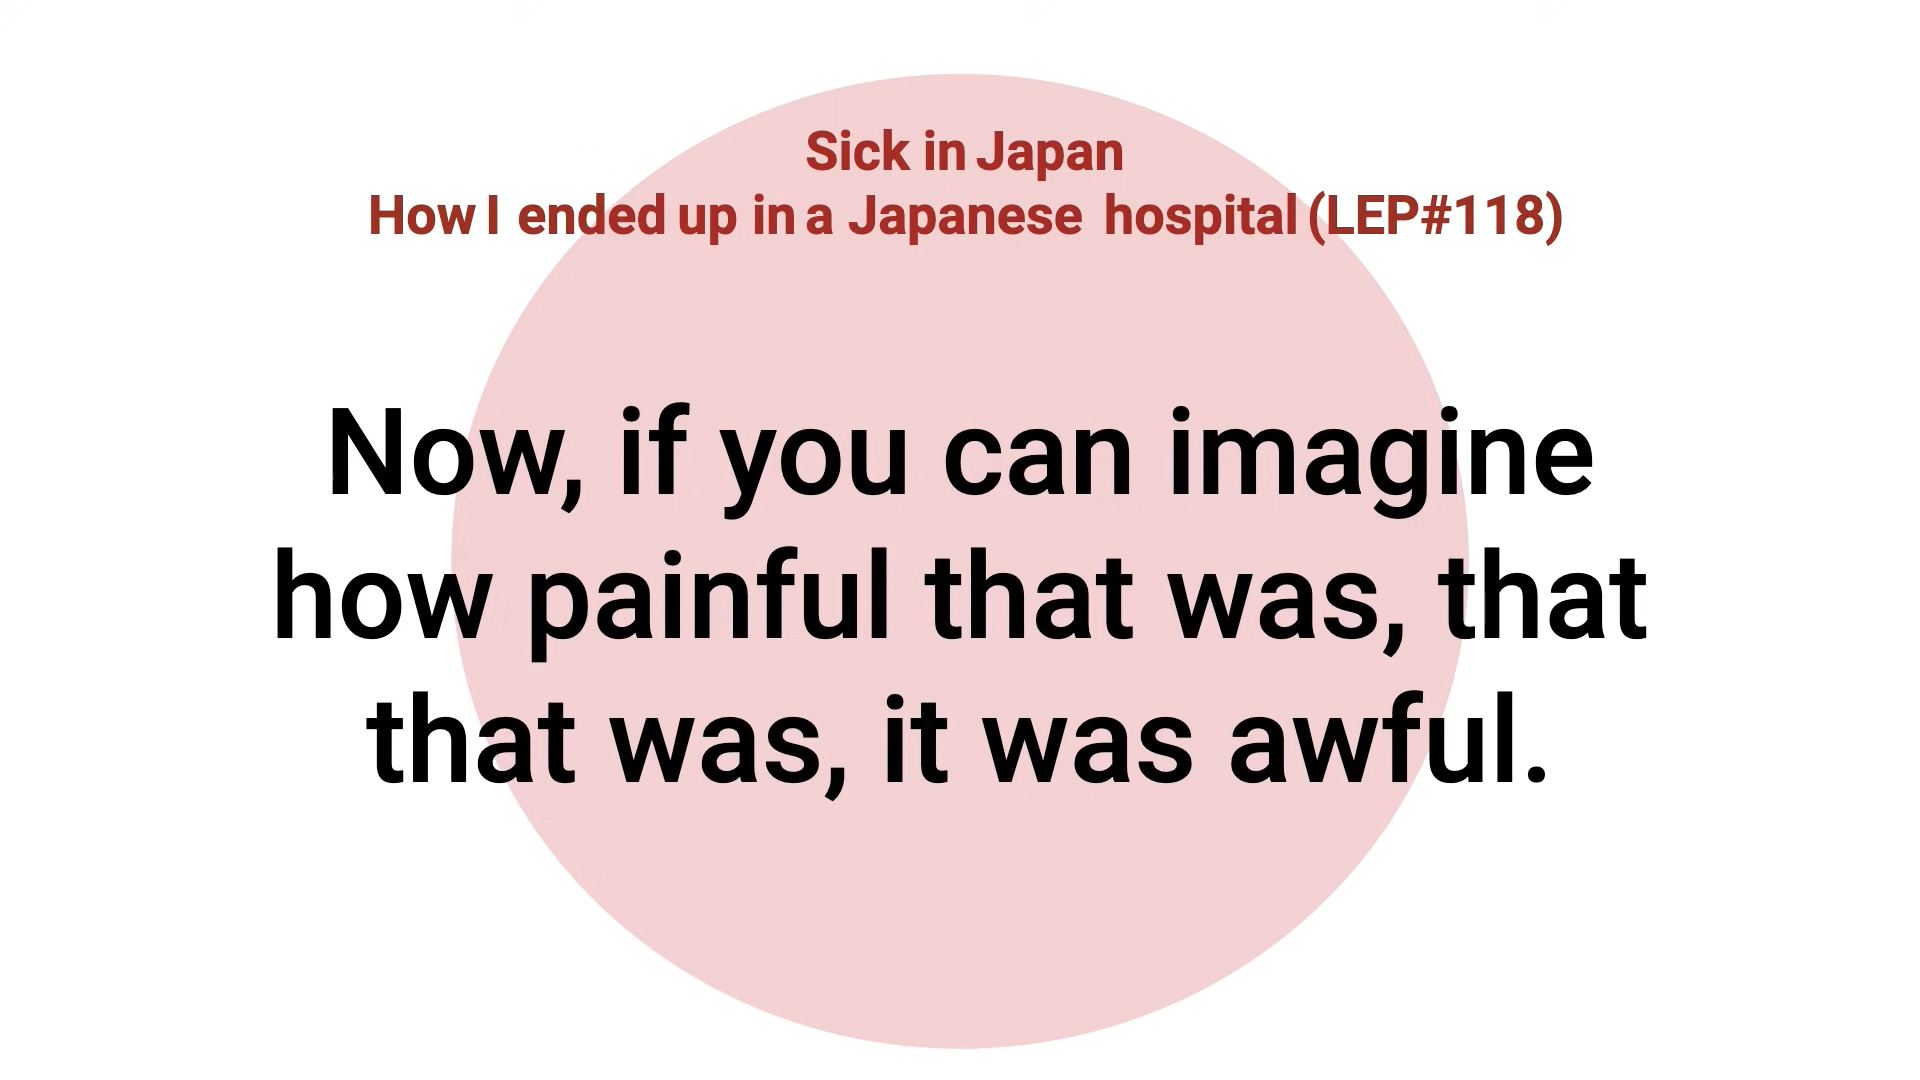 Sick in Japan
How I ended up in a Japanese hospital (LEP#118)
Now, if you can imagine
how painful that was, that
that was, it was awful.